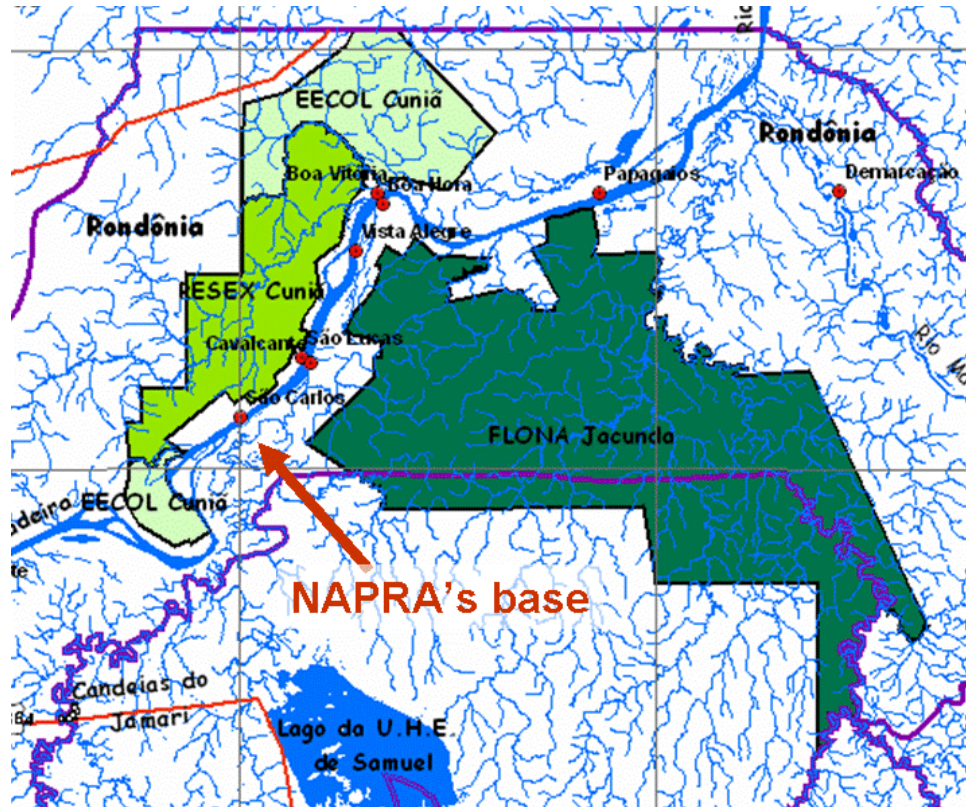 EECOL Cuniã
Rondônia
Boa Vitória
Boa Hora
Papagaios
Demarcação
Rondônia
Vista Alegre
RESEX Cuniã
Cavalcante
São Lucas
São Carlos
FLONA Jacundá
EECOL Cuniã
NAPRA's base
Candeias do
Jamari
Lago da U.H.E.
de Samuel